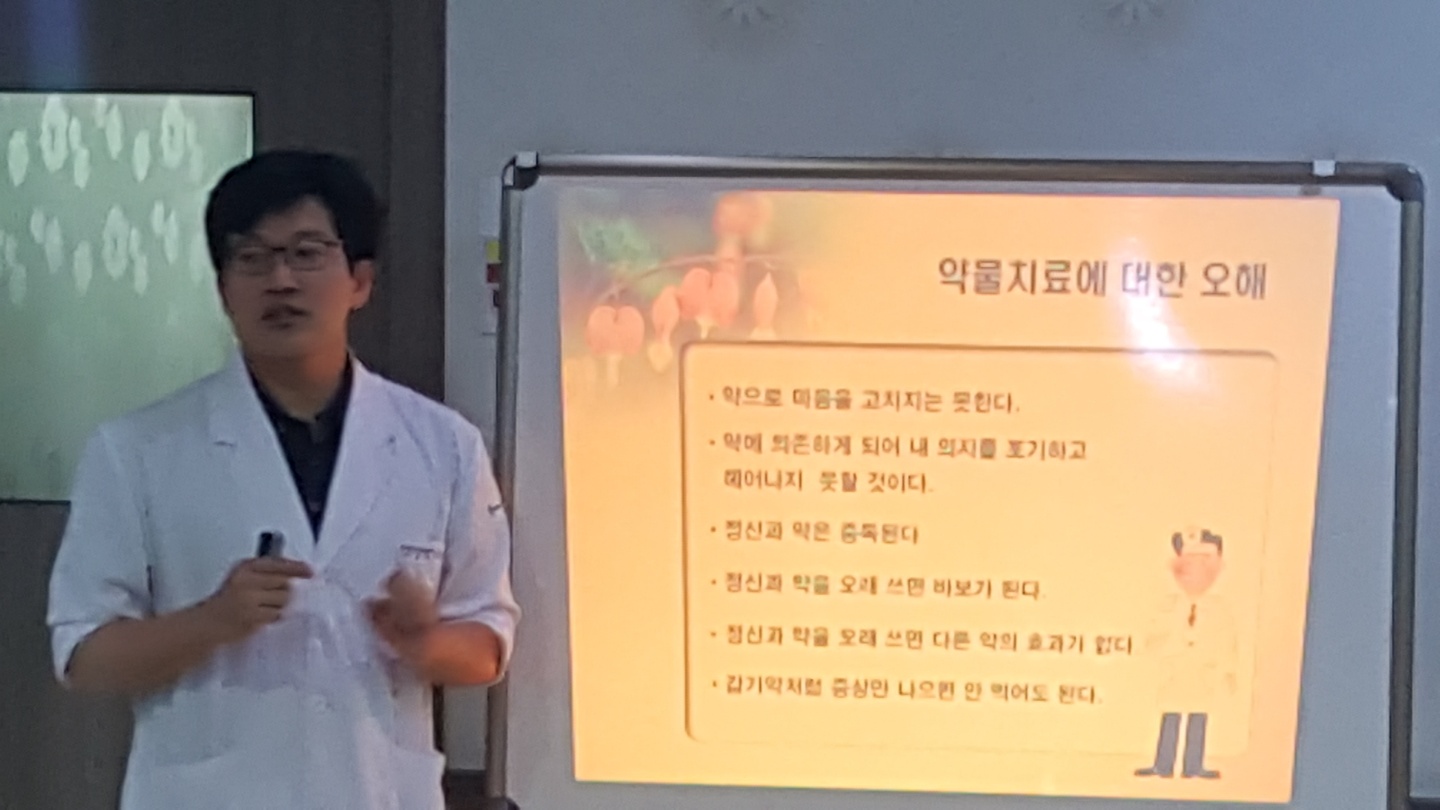 약물치료에 대한 오해
• 약으로 마음을 고치지는 못한다.
• 약에 의존하게 되어 내 의지를 포기하고
헤어나지 못할 것이다.
• 정신과 약은 중독된다
• 정신과 약을 오래 쓰면 바보가 된다.
• 정신과 약을 오래 쓰면 다른 약의 효과가 없다
• 감기약처럼 증상만 나으면 안 먹어도 된다.